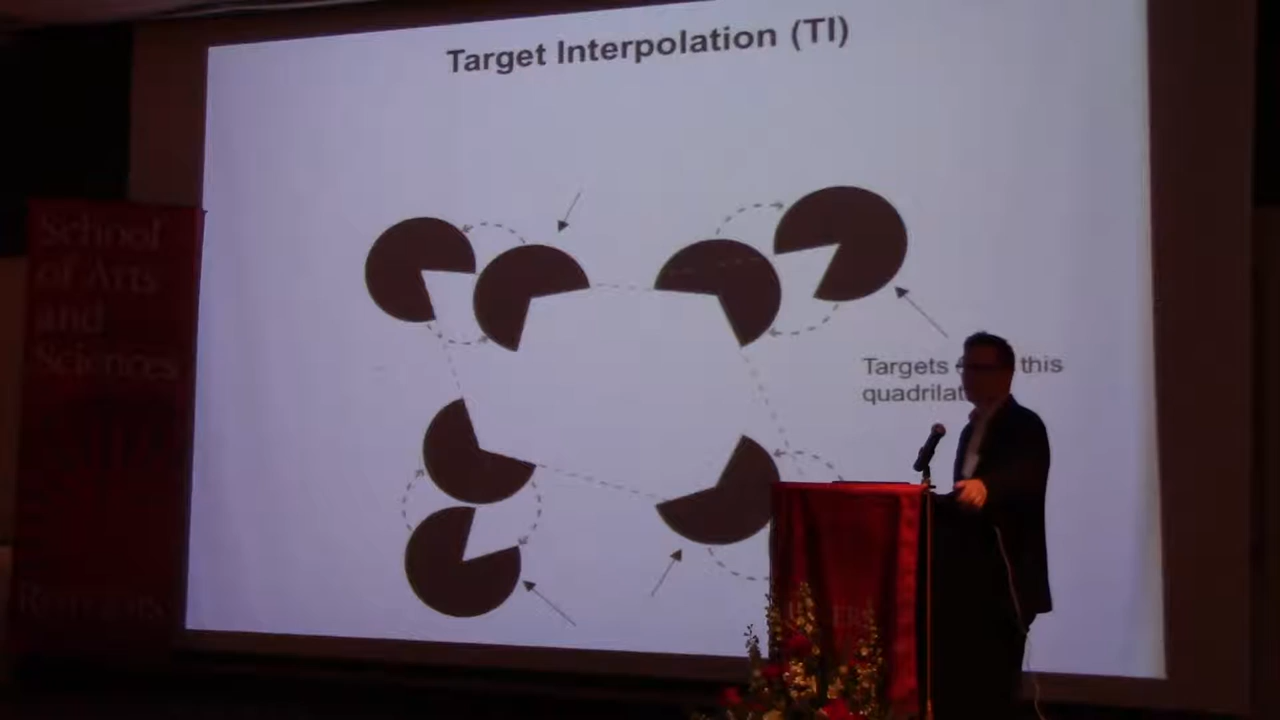 Target Interpolation (TI)
School
of Arts
and
Sciences
Targets this
quadrilat